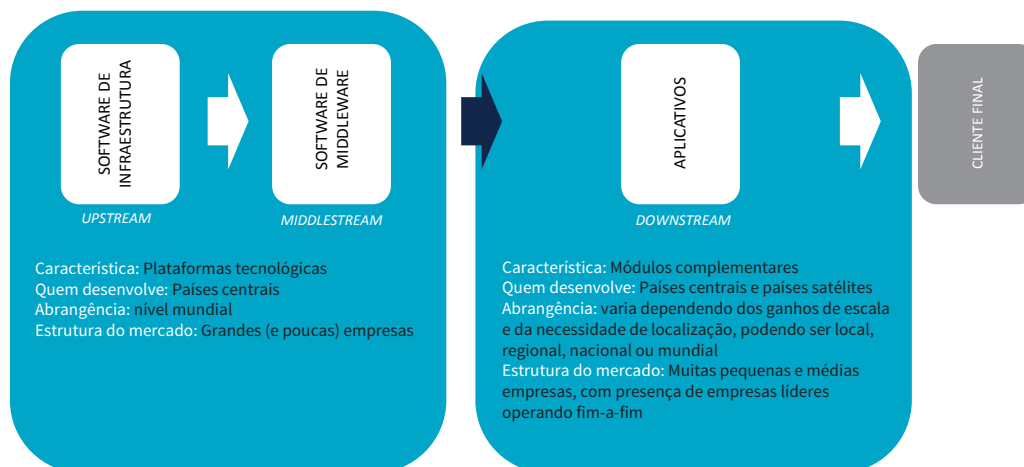 SOFTWARE DE
INFRAESTRUTURA
UPSTREAM
SOFTWARE DE
MIDDLEWARE
MIDDLESTREAM
Característica: Plataformas tecnológicas
Quem desenvolve: Países centrais
Abrangência: nível mundial
Estrutura do mercado: Grandes (e poucas) empresas
APLICATIVOS
DOWNSTREAM
Característica: Módulos complementares
Quem desenvolve: Países centrais e países satélites
Abrangência: varia dependendo dos ganhos de escala
e da necessidade de localização, podendo ser local,
regional, nacional ou mundial
Estrutura do mercado: Muitas pequenas e médias
empresas, com presença de empresas líderes
operando fim-a-fim
CLIENTE FINAL